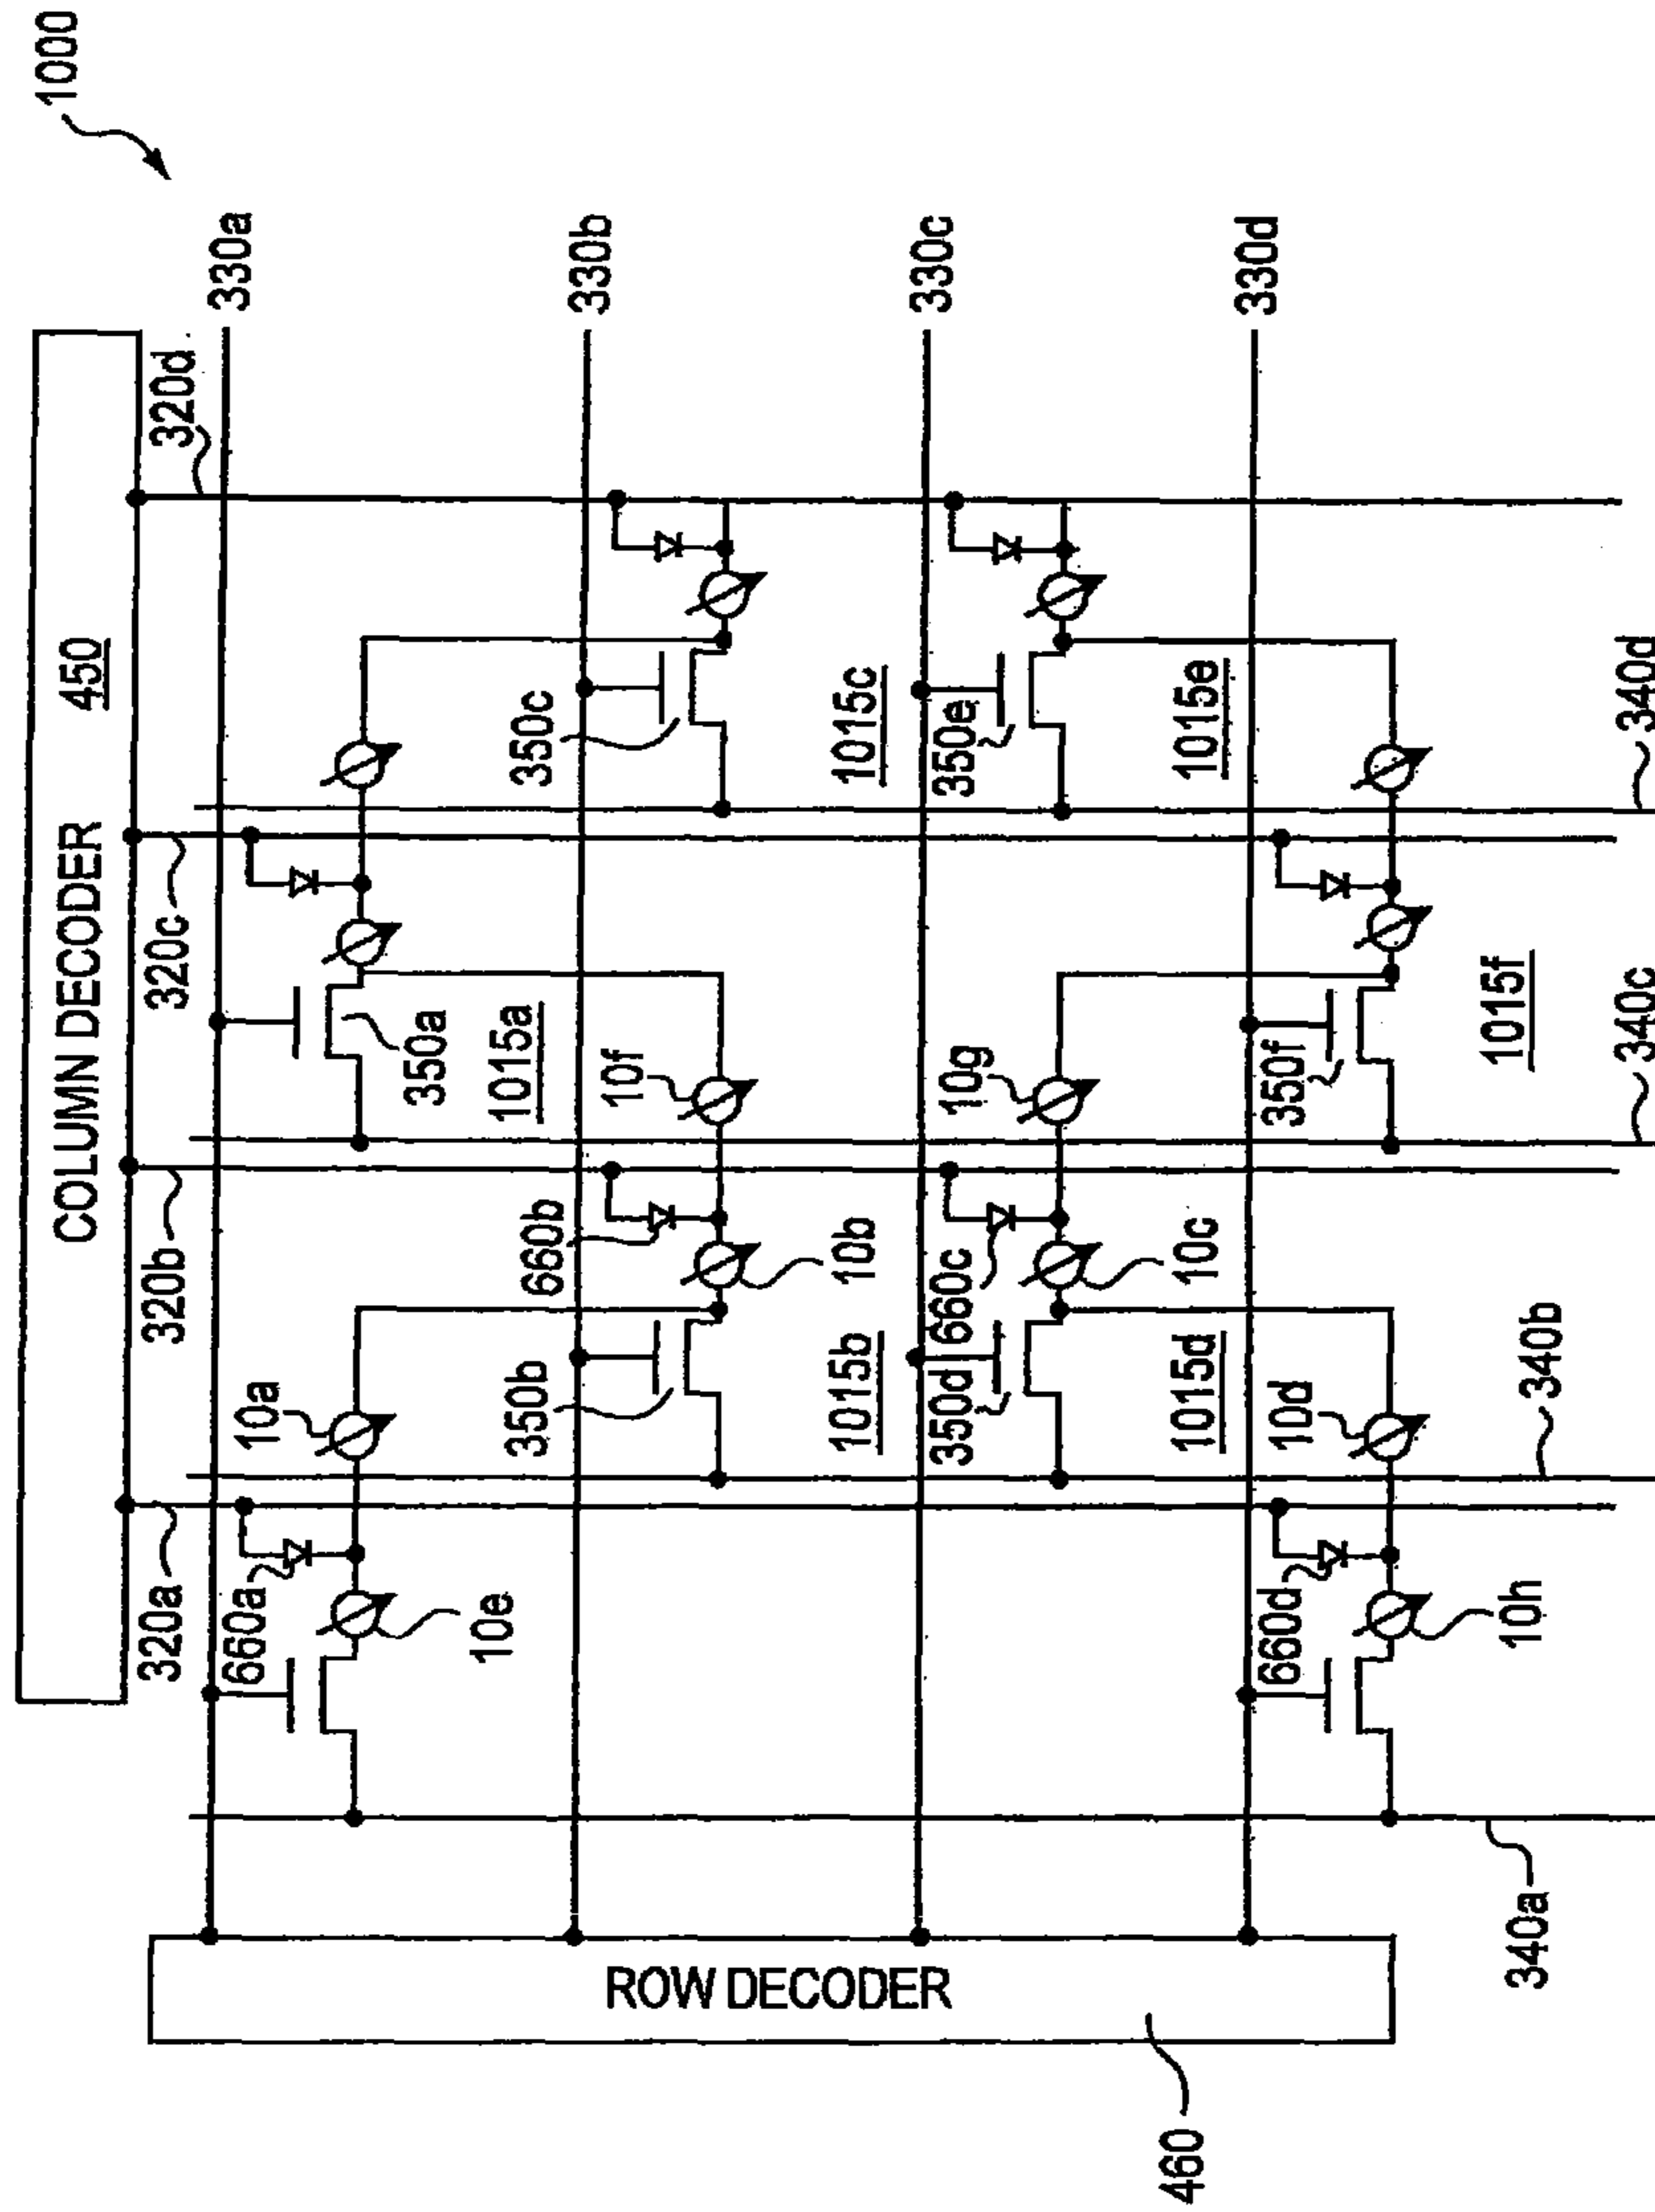 1000
COLUMN DECODER
450
320a
320b
320c
320d
330a
330b
330c
330d
660a
10e
10a
350a
1015a
350b
660b
10b
10f
1015b
350c
1015c
350d
660c
10c
10g
1015d
350e
1015e
660d
10h
10d
350f
1015f
340a
340b
340c
340d
ROW DECODER
460